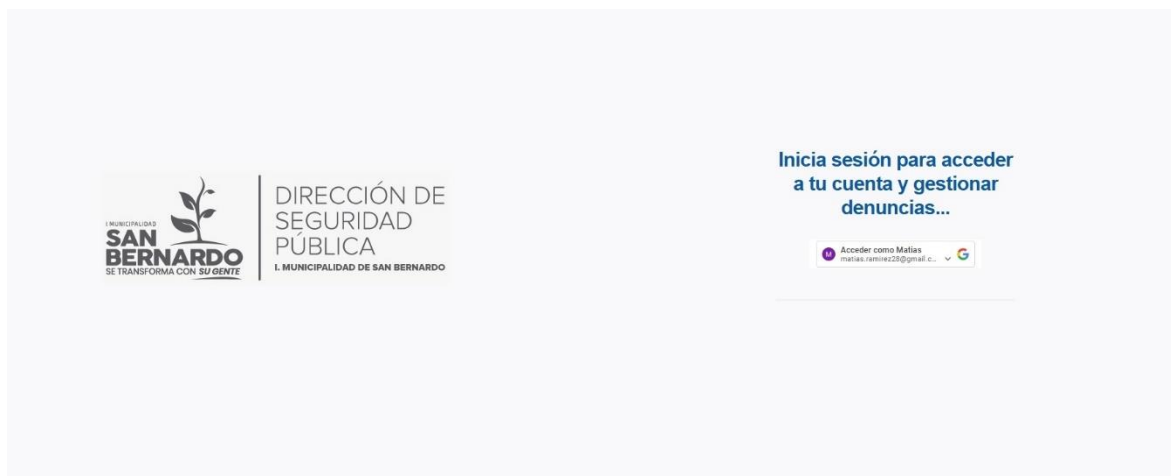 I MUNICIPALIDAD
SAN
BERNARDO
SE TRANSFORMA CON SU GENTE
DIRECCIÓN DE
SEGURIDAD
PÚBLICA
I. MUNICIPALIDAD DE SAN BERNARDO
Inicia sesión para acceder
a tu cuenta y gestionar
denuncias...
M
Acceder como Matías
matias.ramirez28@gmail.c...
G